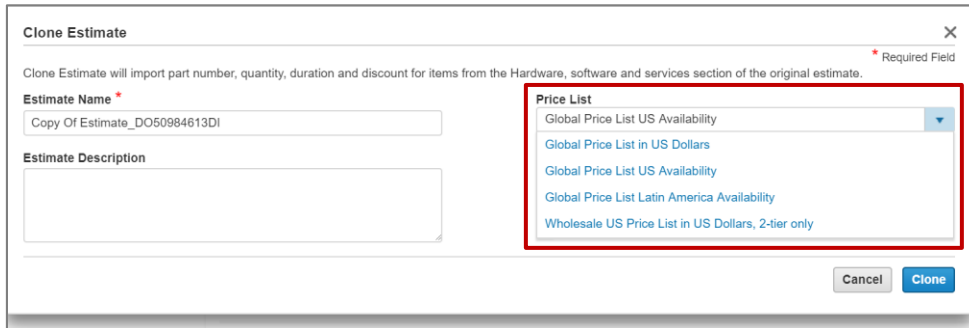 Clone Estimate
* Required Field
Clone Estimate will import part number, quantity, duration and discount for items from the Hardware, software and services section of the original estimate.
Estimate Name *
Copy Of Estimate_DO50984613DI
Estimate Description
Price List
Global Price List US Availability
Global Price List in US Dollars
Global Price List US Availability
Global Price List Latin America Availability
Wholesale US Price List in US Dollars, 2-tier only
Cancel
Clone